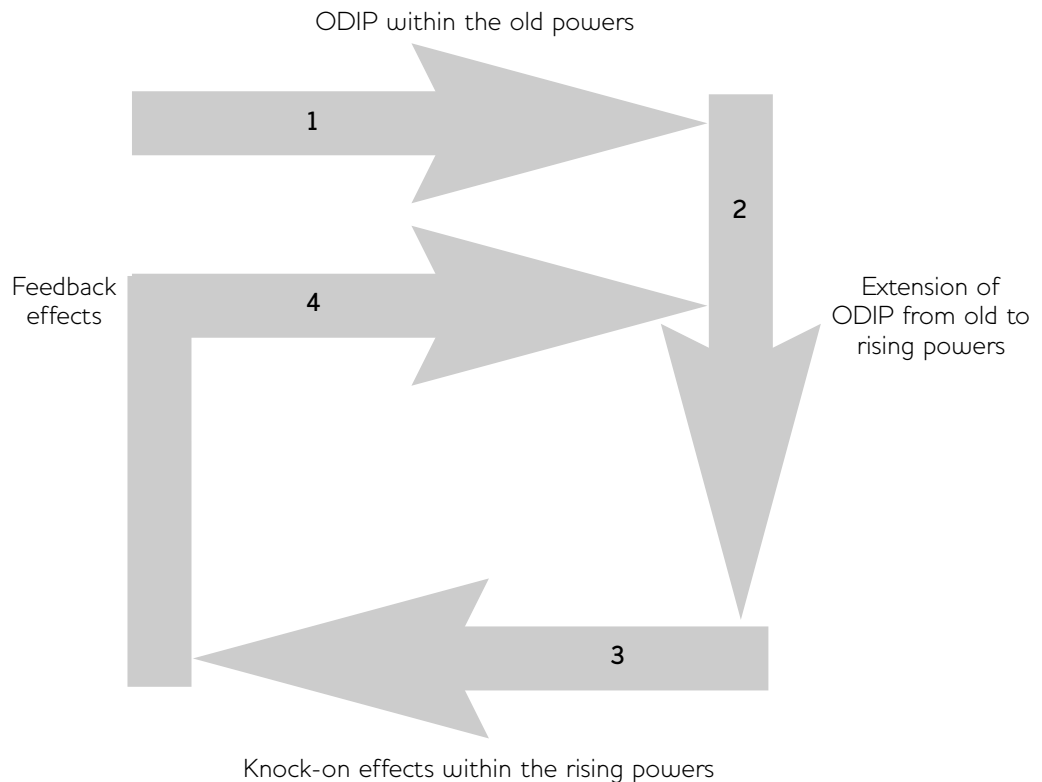 ODIP within the old powers
1
2
Feedback
effects
4
Extension of
ODIP from old to
rising powers
3
Knock-on effects within the rising powers